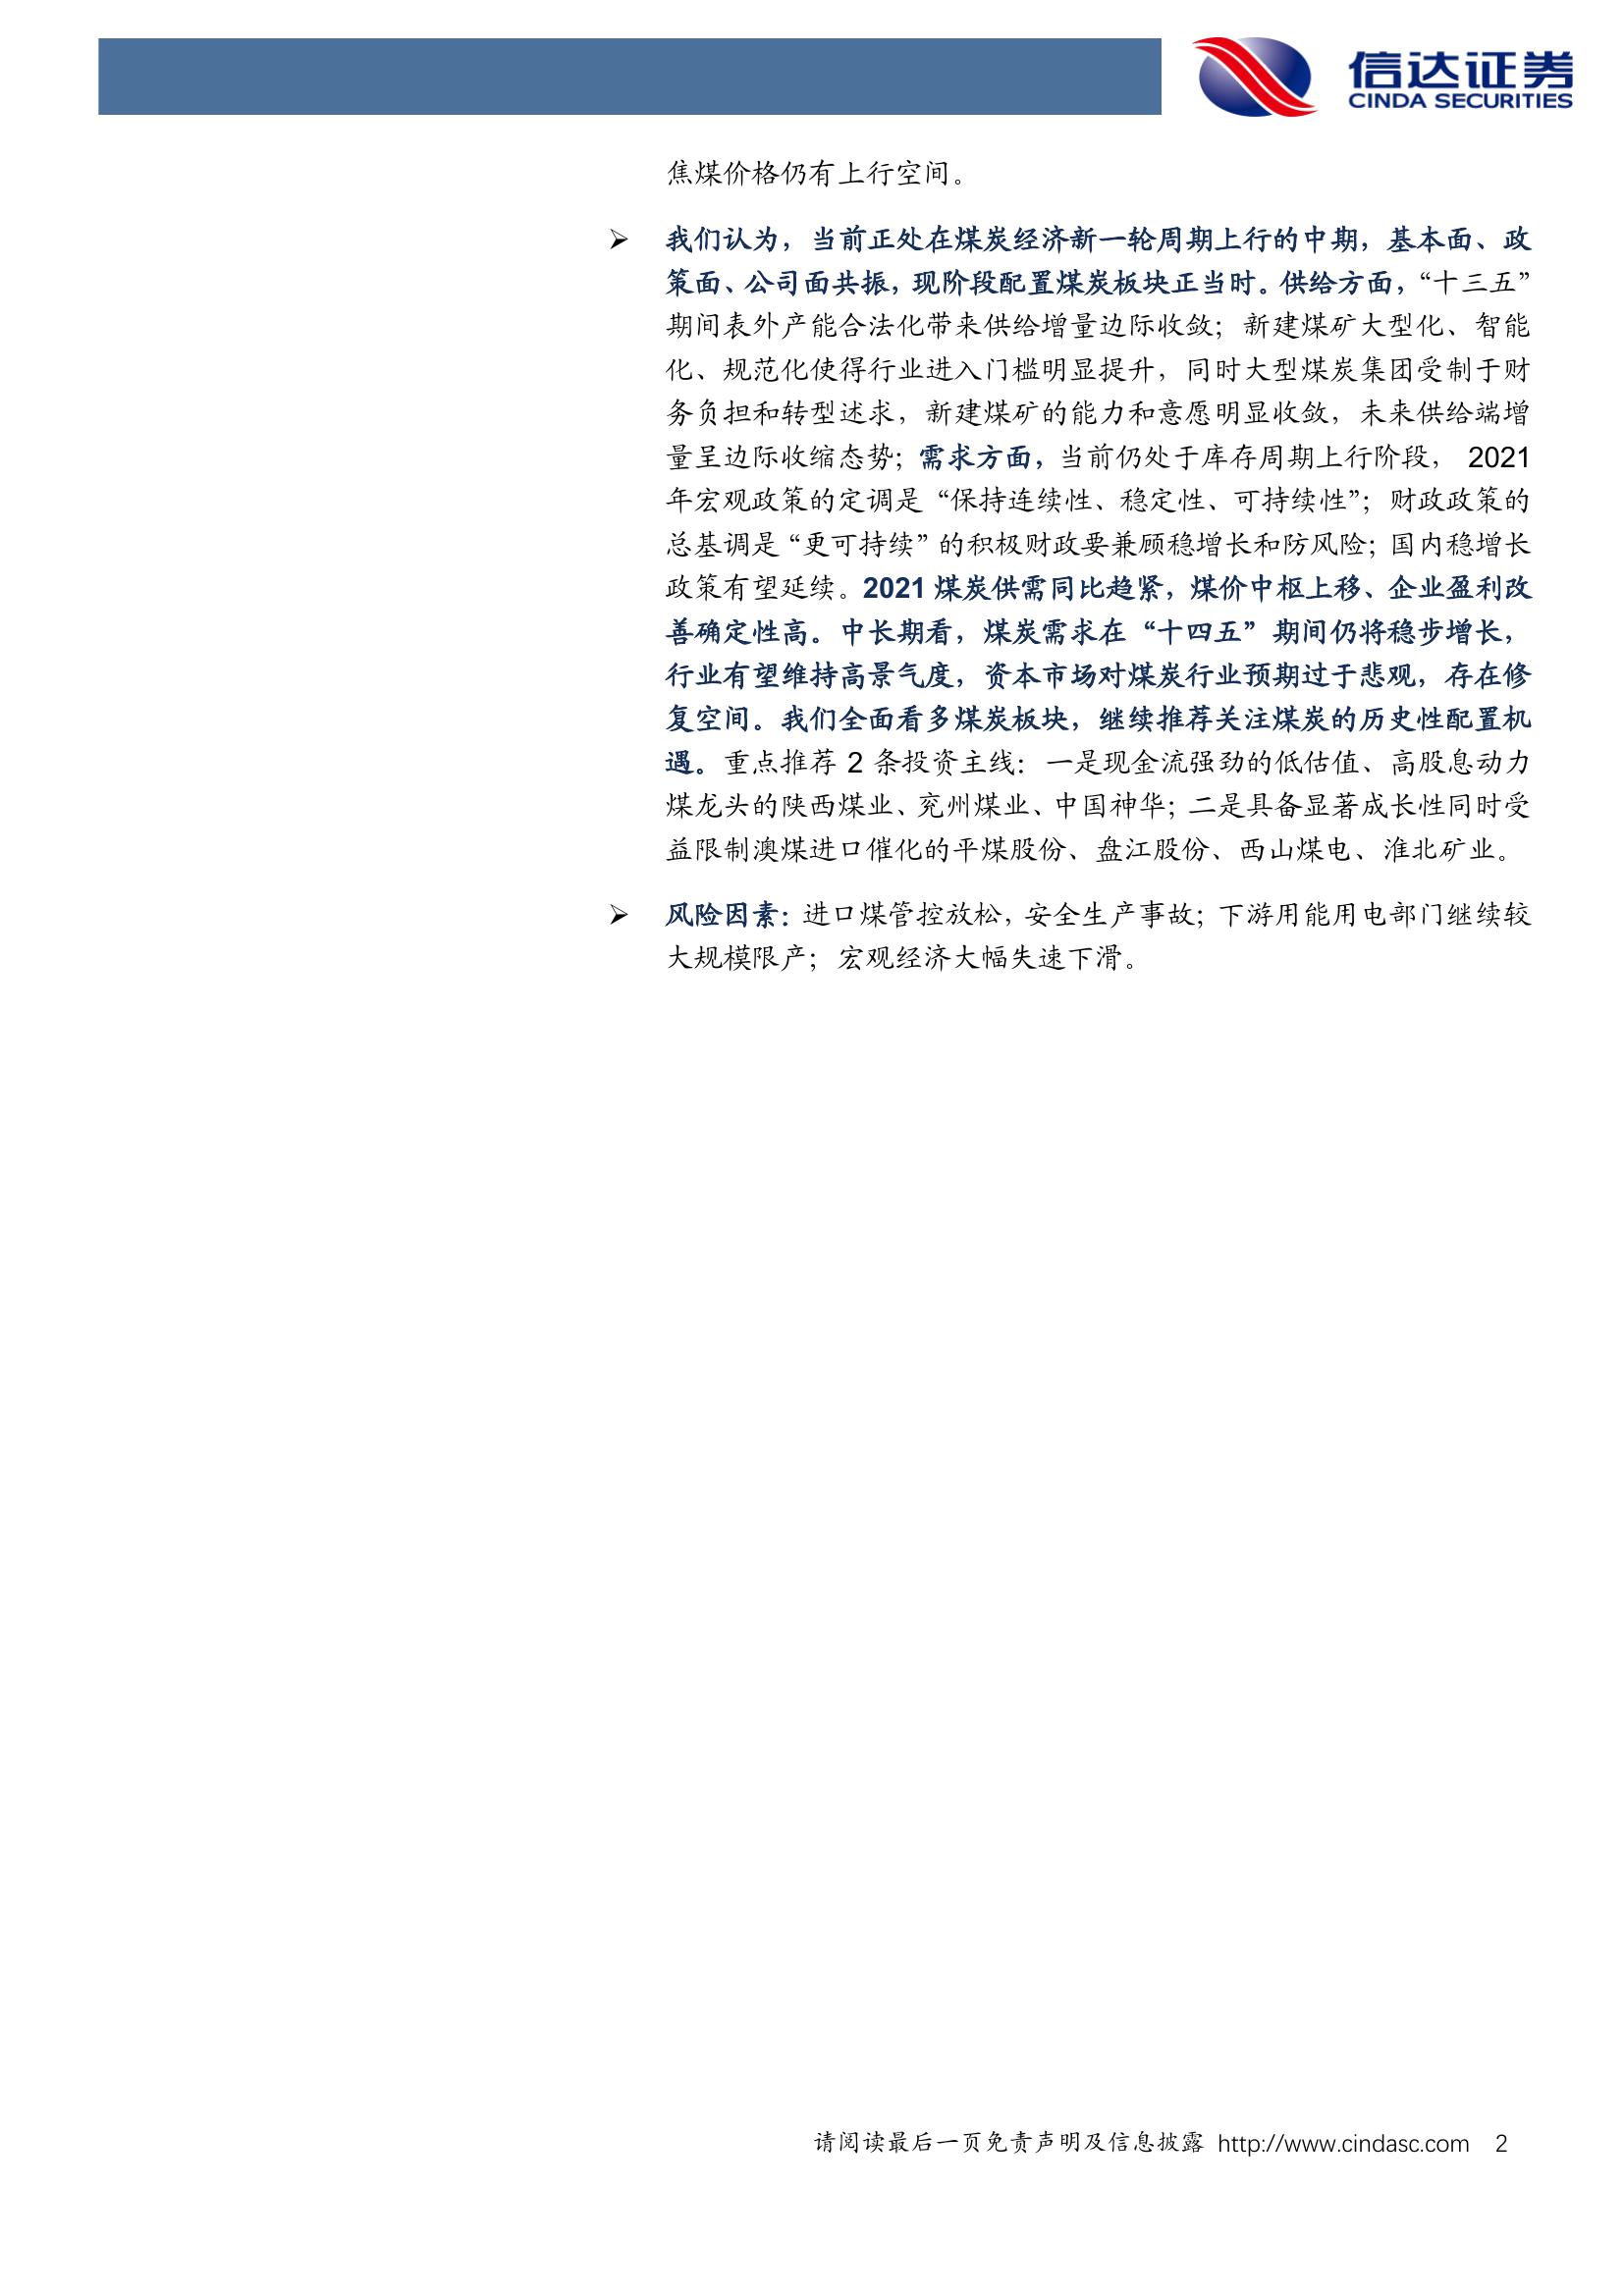 信达证券
CINDA SECURITIES
焦煤价格仍有上行空间。
➢ 我们认为，当前正处在煤炭经济新一轮周期上行的中期，基本面、政
策面、公司面共振，现阶段配置煤炭板块正当时。供给方面，“十三五”
期间表外产能合法化带来供给增量边际收敛；新建煤矿大型化、智能
化、规范化使得行业进入门槛明显提升，同时大型煤炭集团受制于财
务负担和转型述求，新建煤矿的能力和意愿明显收敛，未来供给端增
量呈边际收缩态势；需求方面，当前仍处于库存周期上行阶段， 2021
年宏观政策的定调是“保持连续性、稳定性、可持续性”；财政政策的
总基调是“更可持续”的积极财政要兼顾稳增长和防风险；国内稳增长
政策有望延续。2021 煤炭供需同比趋紧，煤价中枢上移、企业盈利改
善确定性高。中长期看，煤炭需求在“十四五”期间仍将稳步增长，
行业有望维持高景气度，资本市场对煤炭行业预期过于悲观，存在修
复空间。我们全面看多煤炭板块，继续推荐关注煤炭的历史性配置机
遇。重点推荐 2 条投资主线：一是现金流强劲的低估值、高股息动力
煤龙头的陕西煤业、兖州煤业、中国神华；二是具备显著成长性同时受
益限制澳煤进口催化的平煤股份、盘江股份、西山煤电、淮北矿业。
➢ 风险因素：进口煤管控放松，安全生产事故；下游用能用电部门继续较
大规模限产；宏观经济大幅失速下滑。
请阅读最后一页免责声明及信息披露 http://www.cindasc.com 2